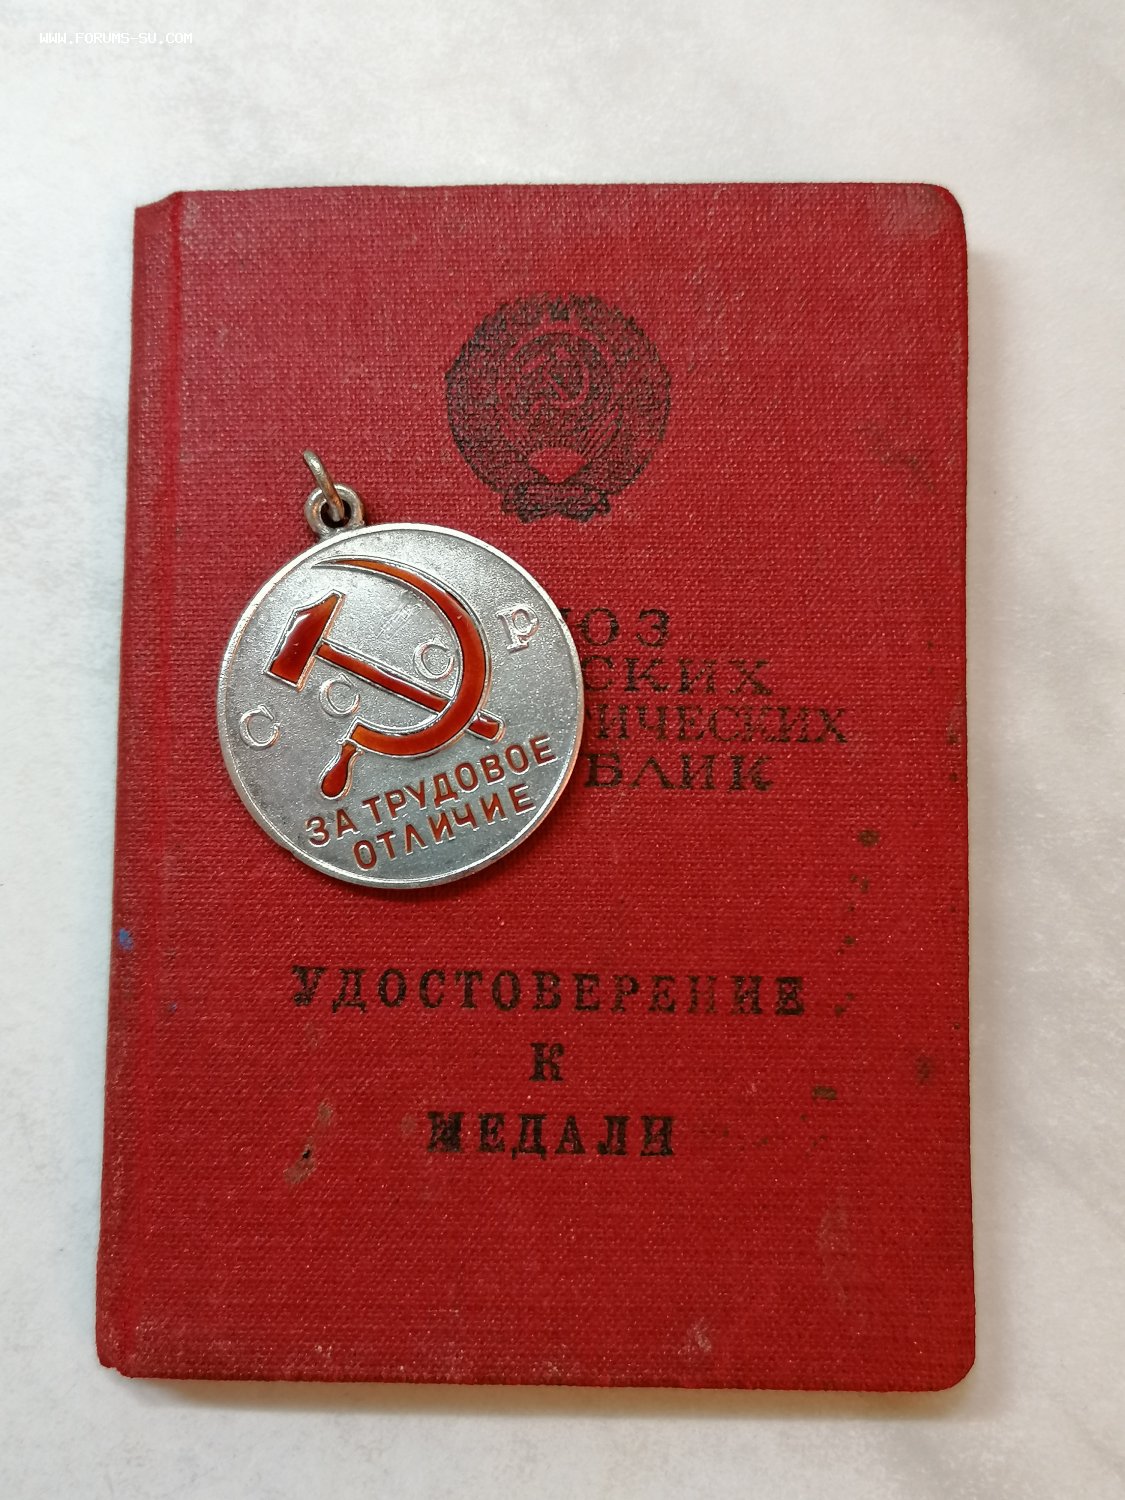 WWW.FORUMS-SU.COM
СССР
ЗА ТРУДОВОЕ
ОТЛИЧИЕ
УДОСТОВЕРЕНИЕ
К
МЕДАЛИ